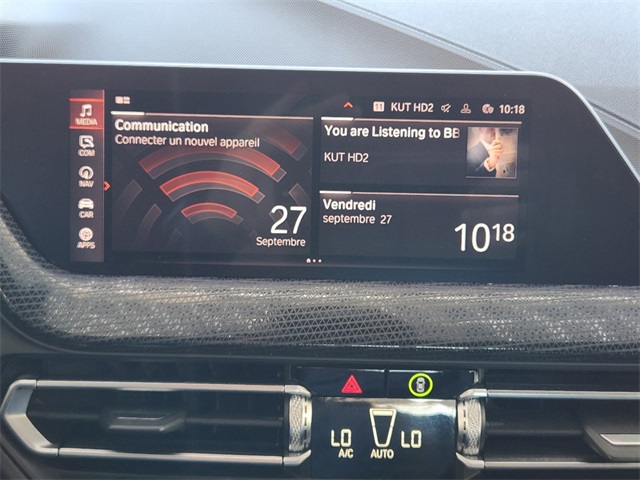 KUT HD2 10:18
MEDIA
COM
NAV
CAR
APPS
Communication
Connecter un nouvel appareil
27
Septembre
You are Listening to BB
KUT HD2
Vendredi
septembre 27
10 18
LO LO
A/C AUTO